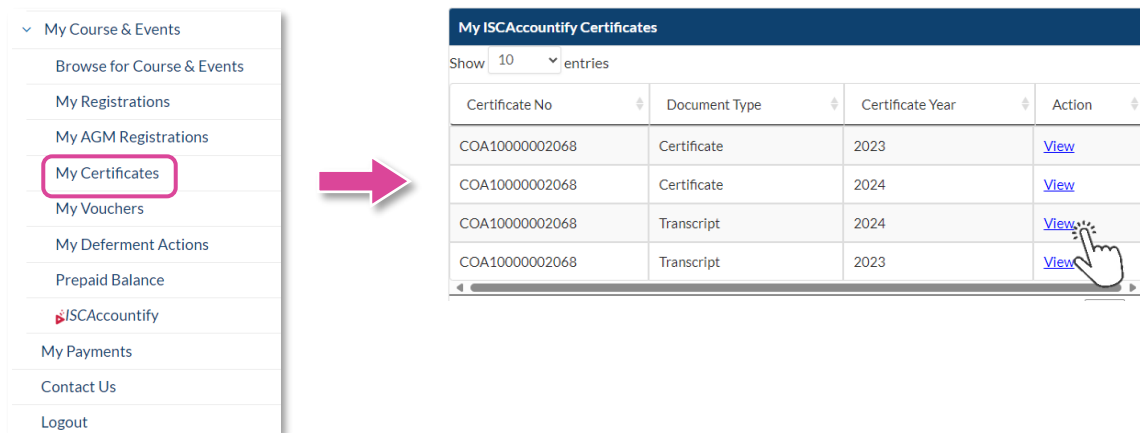 My Course & Events
Browse for Course & Events
My Registrations
My AGM Registrations
My Certificates
My Vouchers
My Deferment Actions
Prepaid Balance
ISCAccountify
My Payments
Contact Us
Logout
My ISCAccountify Certificates
Show 10 entries
Certificate No Document Type Certificate Year Action
COA10000002068 Certificate 2023 View
COA10000002068 Certificate 2024 View
COA10000002068 Transcript 2024 View
COA10000002068 Transcript 2023 View